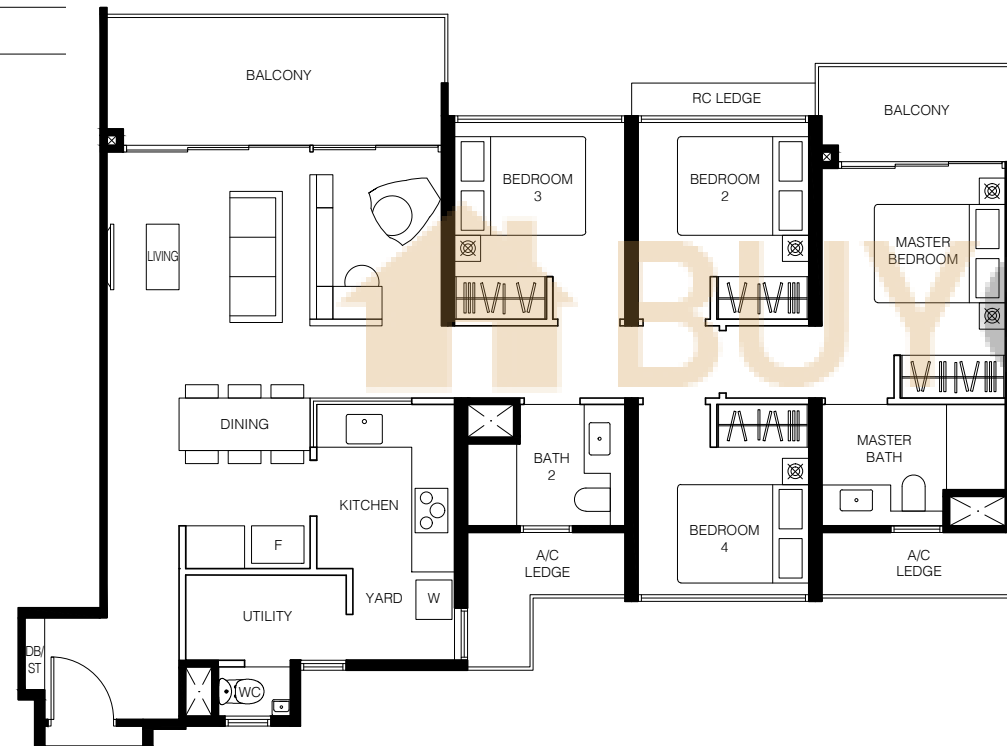 BALCONY
RC LEDGE
BALCONY
BEDROOM
3
BEDROOM
2
MASTER
BEDROOM
LIVING
BUY
DINING
BATH
2
MASTER
BATH
KITCHEN
F
BEDROOM
4
A/C
LEDGE
A/C
LEDGE
YARD
W
UTILITY
DB/
ST
WC